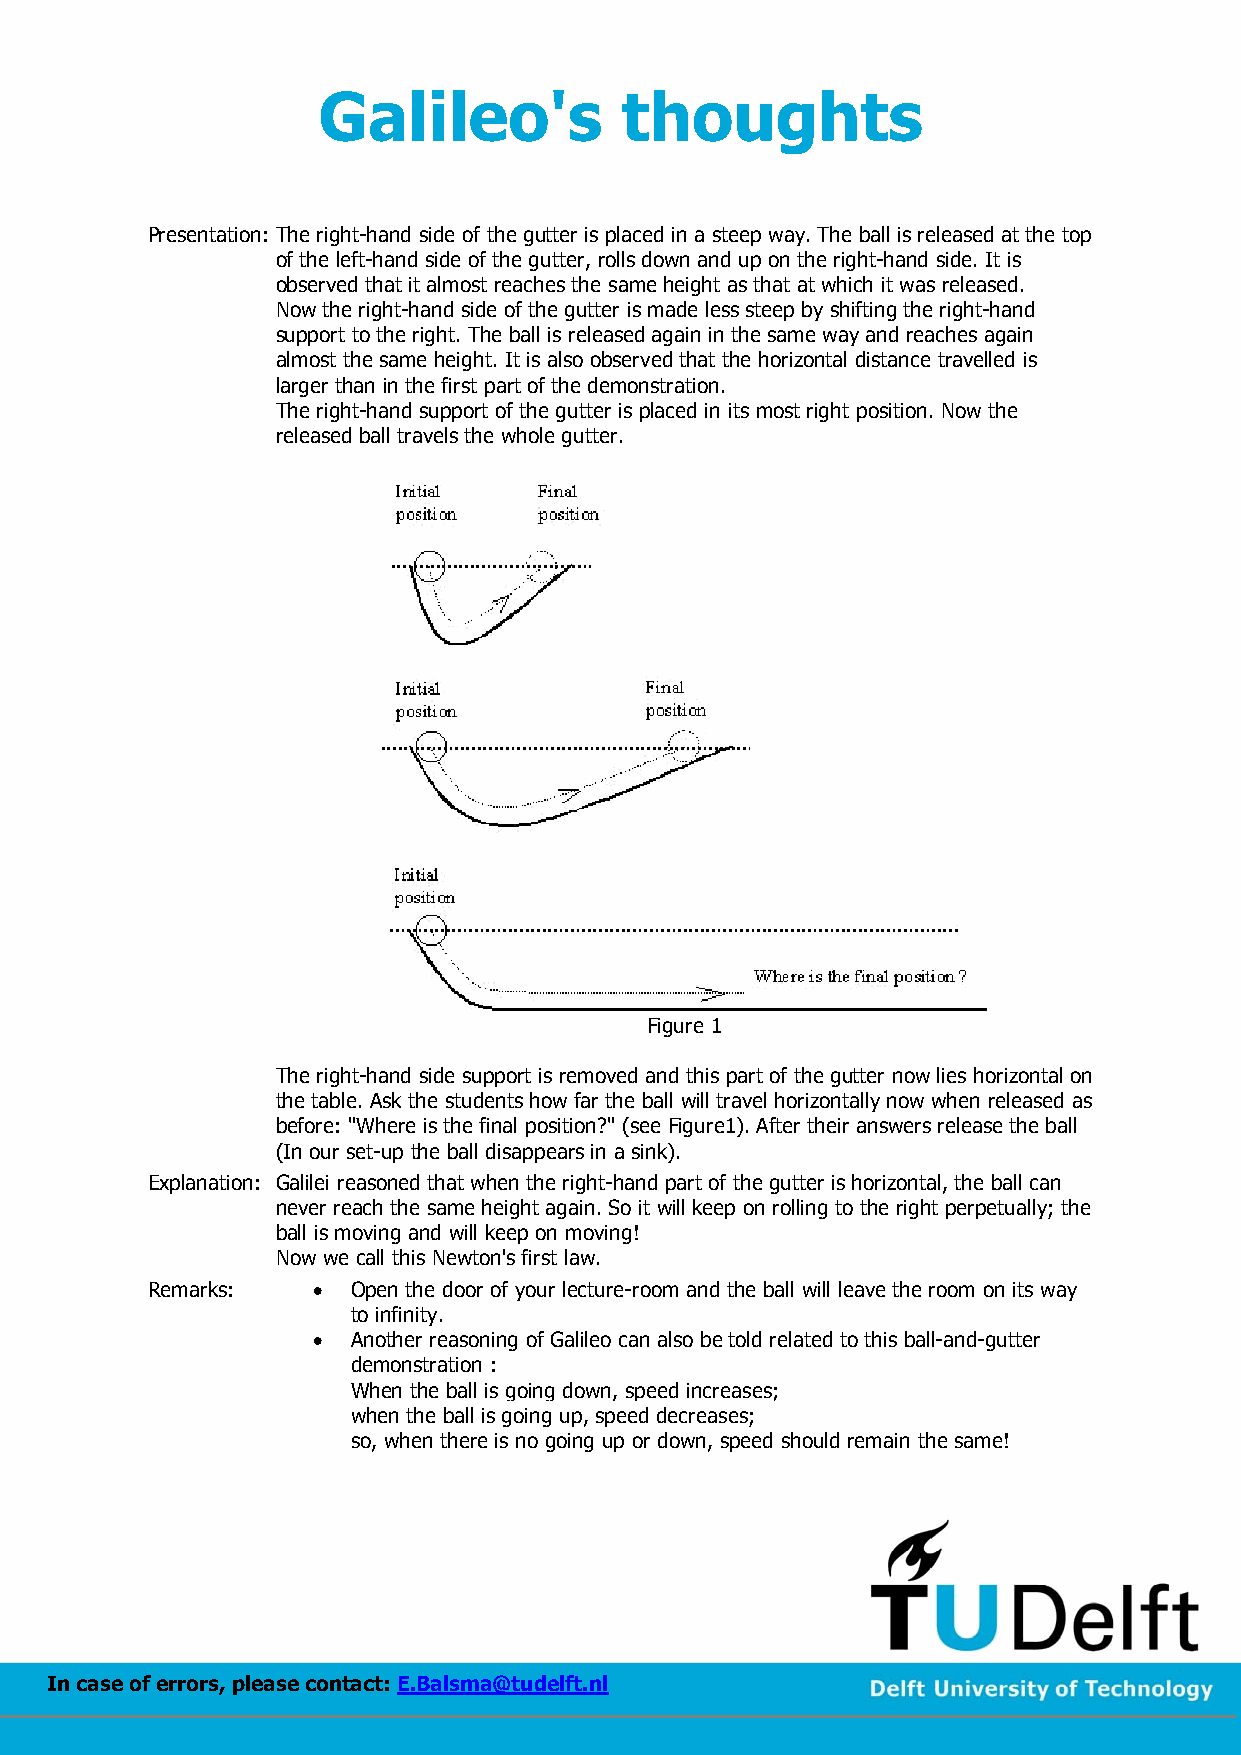 Galileo's thoughts
Presentation: The right-hand side of the gutter is placed in a steep way. The ball is released at the top
of the left-hand side of the gutter, rolls down and up on the right-hand side. It is
observed that it almost reaches the same height as that at which it was released.
Now the right-hand side of the gutter is made less steep by shifting the right-hand
support to the right. The ball is released again in the same way and reaches again
almost the same height. It is also observed that the horizontal distance travelled is
larger than in the first part of the demonstration.
The right-hand support of the gutter is placed in its most right position. Now the
released ball travels the whole gutter.
Initial Final
position position
Initial Final
position position
Initial
position
Where is the final position ?
Figure 1
The right-hand side support is removed and this part of the gutter now lies horizontal on
the table. Ask the students how far the ball will travel horizontally now when released as
before: "Where is the final position?" (see Figure1). After their answers release the ball
(In our set-up the ball disappears in a sink).
Explanation: Galilei reasoned that when the right-hand part of the gutter is horizontal, the ball can
never reach the same height again. So it will keep on rolling to the right perpetually; the
ball is moving and will keep on moving!
Now we call this Newton's first law.
Remarks: • Open the door of your lecture-room and the ball will leave the room on its way
to infinity.
• Another reasoning of Galileo can also be told related to this ball-and-gutter
demonstration :
When the ball is going down, speed increases;
when the ball is going up, speed decreases;
so, when there is no going up or down, speed should remain the same!
TUDelft
In case of errors, please contact: E.Balsma@tudelft.nl
Delft University of Technology